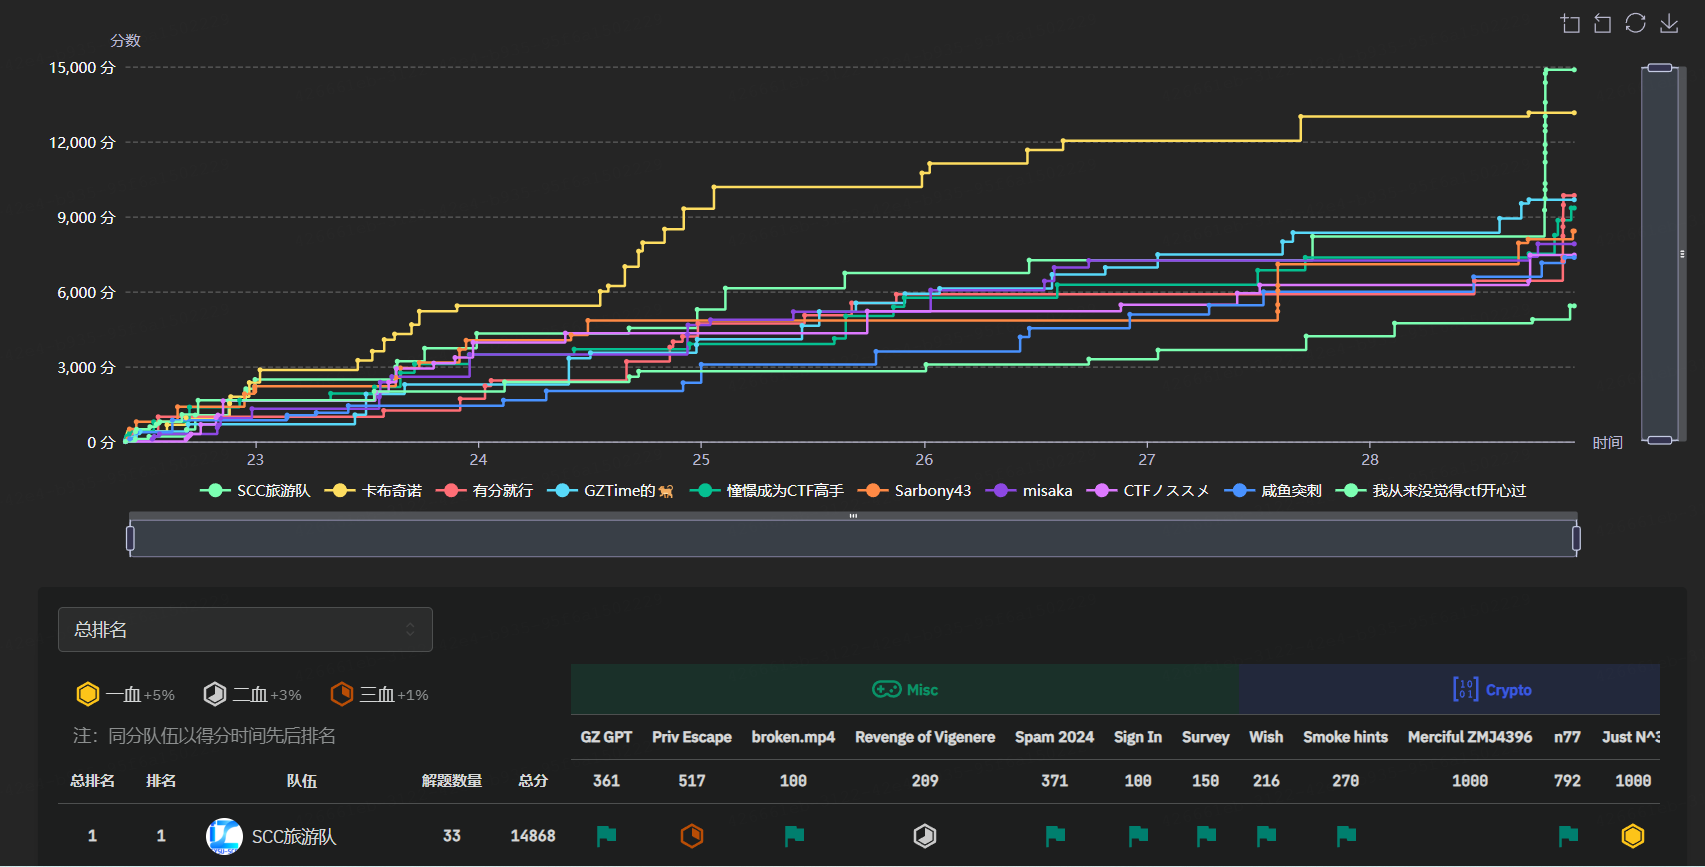 分数
15,000 分
12,000 分
9,000 分
6,000 分
3,000 分
0 分
时间
23 24 25 26 27 28
SCC旅游队 卡布奇诺 有分就行 GZTime的🐒 憧憬成为CTF高手 Sarbony43 misaka CTFノススメ 咸鱼突刺 我从来没觉得ctf开心过
总排名
一血+5% 二血+3% 三血+1%
注：同分队伍以得分时间先后排名
Misc Crypto
GZ GPT Priv Escape broken.mp4 Revenge of Vigenere Spam 2024 Sign In Survey Wish Smoke hints Merciful ZMJ4396 n77 Just N^3
总排名 排名 队伍 解题数量 总分 361 517 100 209 371 100 150 216 270 1000 792 1000
1 1 SCC旅游队 33 14868